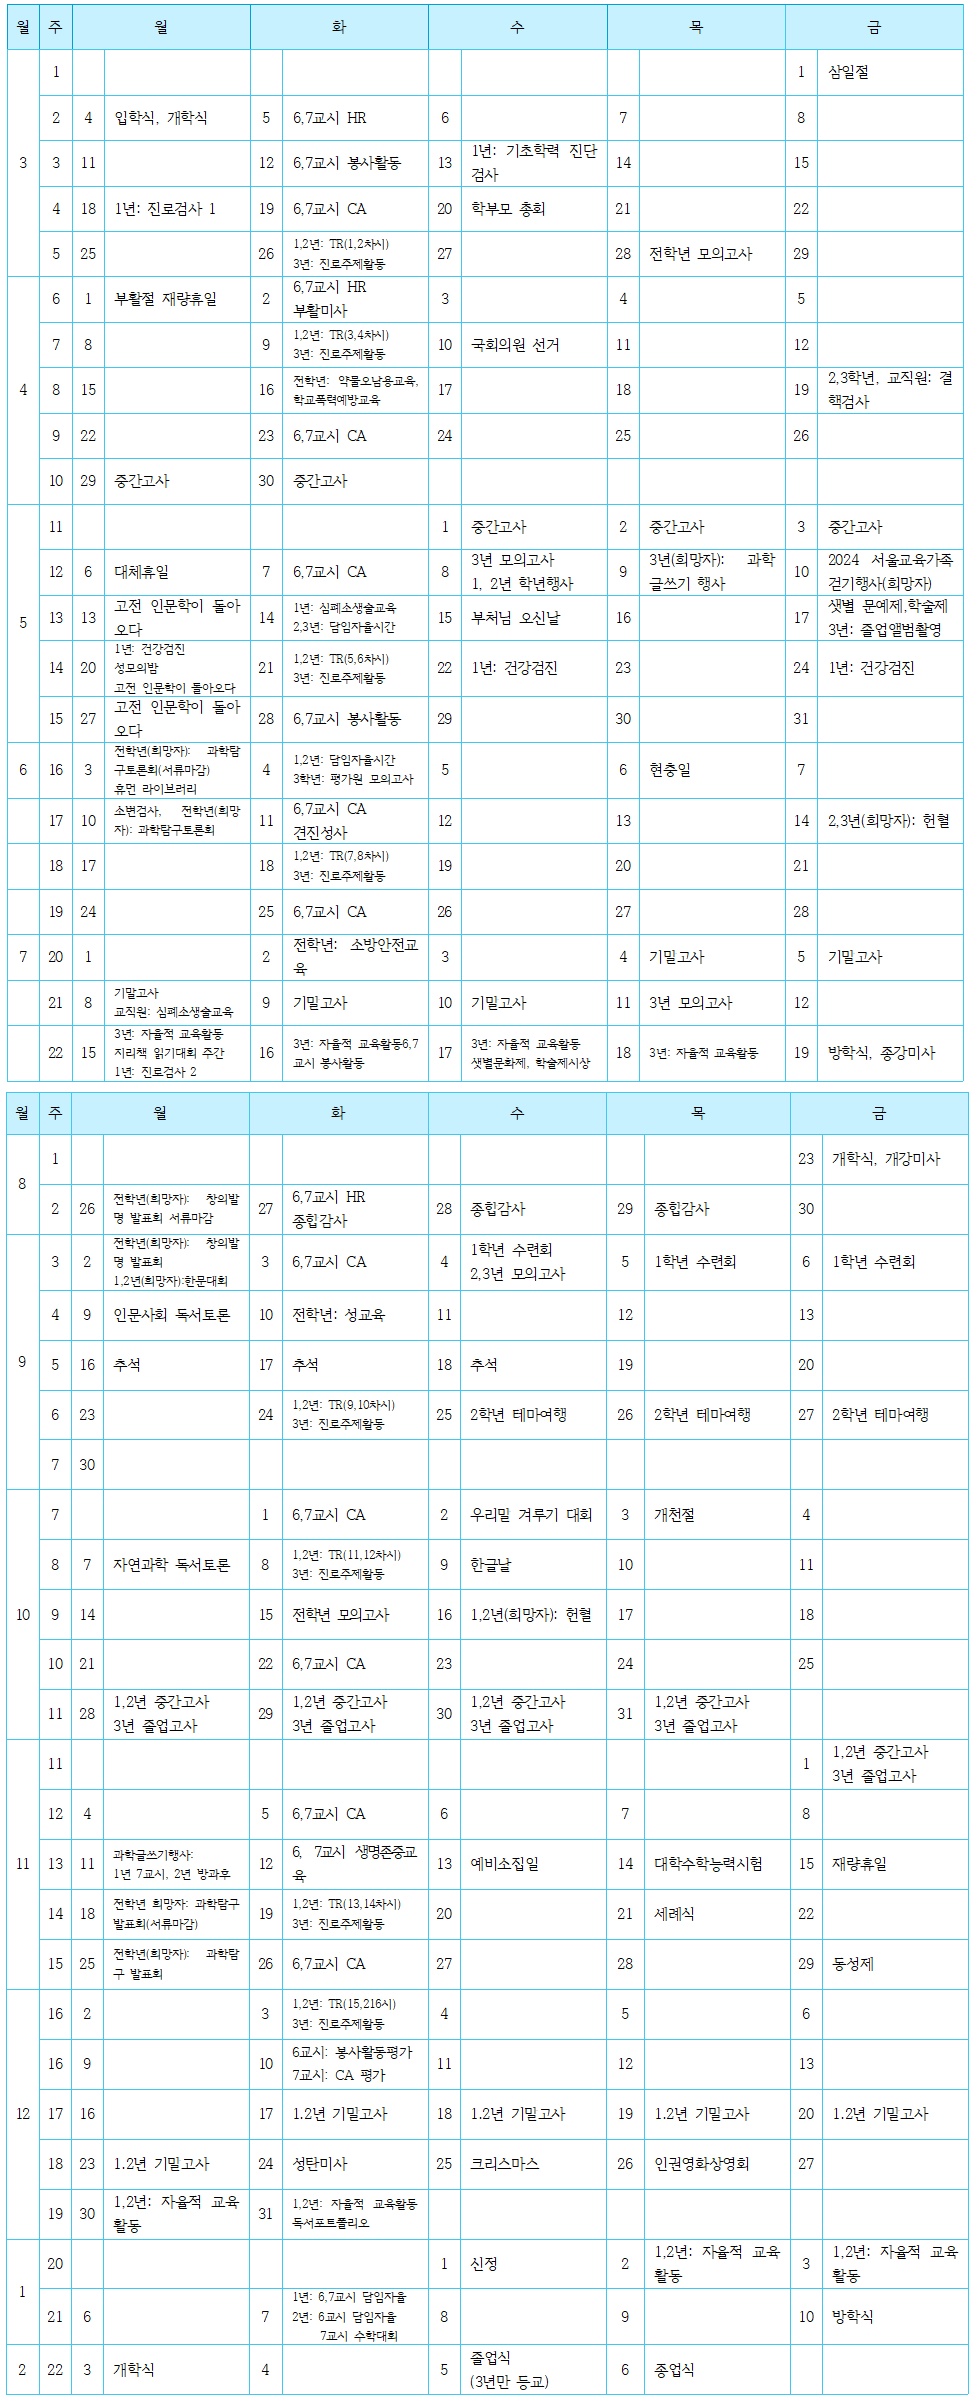 월 주 월 화 수 목 금
3
1 1 삼일절
2 4 입학식, 개학식 5 6,7교시 HR 6 7 8
3 11 12 6,7교시 봉사활동 13 1년: 기초학력 진단
검사 14 15
4 18 1년: 진로검사 1 19 6,7교시 CA 20 학부모 총회 21 22
5 25 26 1,2년: TR(1,2차시)
3년: 진로주제활동 27 28 전학년 모의고사 29
4
6 1 부활절 재량휴일 2 6,7교시 HR
부활미사 3 4 5
7 8 9 1,2년: TR(3,4차시)
3년: 진로주제활동 10 국회의원 선거 11 12
8 15 16 전학년: 약물오남용교육,
학교폭력예방교육 17 18 19 2,3학년, 교직원: 결
핵검사
9 22 23 6,7교시 CA 24 25 26
10 29 중간고사 30 중간고사
5
11 1 중간고사 2 중간고사 3 중간고사
12 6 대체휴일 7 6,7교시 CA 8 3년 모의고사
1, 2년 학년행사 9 3년(희망자): 과학
글쓰기 행사 10 2024 서울교육가족
걷기행사(희망자)
13 13 고전 인문학이 돌아
오다 14 1년: 심폐소생술교육
2,3년: 담임자율시간 15 부처님 오신날 16 17 샛별 문예제,학술제
3년: 졸업앨범촬영
14 20 1년: 건강검진
성모의밤
고전 인문학이 돌아오다 21 1,2년: TR(5,6차시)
3년: 진로주제활동 22 1년: 건강검진 23 24 1년: 건강검진
15 27 고전 인문학이 돌아
오다 28 6,7교시 봉사활동 29 30 31
6 16 3 전학년(희망자): 과학탐
구토론회(서류마감)
휴먼 라이브러리 4 1,2년: 담임자율시간
3학년: 평가원 모의고사 5 6 현충일 7
17 10 소변검사, 전학년(희망
자): 과학탐구토론회 11 6,7교시 CA
견진성사 12 13 14 2,3년(희망자): 헌혈
18 17 18 1,2년: TR(7,8차시)
3년: 진로주제활동 19 20 21
19 24 25 6,7교시 CA 26 27 28
7 20 1 2 전학년: 소방안전교
육 3 4 기말고사 5 기말고사
21 8 기말고사
교직원: 심폐소생술교육 9 기말고사 10 기말고사 11 3년 모의고사 12
22 15 3년: 자율적 교육활동
지리책 읽기대회 주간
1년: 진로검사 2 16 3년: 자율적 교육활동6,7
교시 봉사활동 17 3년: 자율적 교육활동
샛별문화제, 학술제시상 18 3년: 자율적 교육활동 19 방학식, 종강미사
월 주 월 화 수 목 금
8
1 23 개학식, 개강미사
2 26 전학년(희망자): 창의발
명 발표회 서류마감 27 6,7교시 HR
종합감사 28 종합감사 29 종합감사 30
9
3 2 전학년(희망자): 창의발
명 발표회
1,2년(희망자):한문대회 3 6,7교시 CA 4 1학년 수련회
2,3년 모의고사 5 1학년 수련회 6 1학년 수련회
4 9 인문사회 독서토론 10 전학년: 성교육 11 12 13
5 16 추석 17 추석 18 추석 19 20
6 23 24 1,2년: TR(9,10차시)
3년: 진로주제활동 25 2학년 테마여행 26 2학년 테마여행 27 2학년 테마여행
7 30
10
7 1 6,7교시 CA 2 우리말 겨루기 대회 3 개천절 4
8 7 자연과학 독서토론 8 1,2년: TR(11,12차시)
3년: 진로주제활동 9 한글날 10 11
9 14 15 전학년 모의고사 16 1,2년(희망자): 헌혈 17 18
10 21 22 6,7교시 CA 23 24 25
11 28 1,2년 중간고사
3년 졸업고사 29 1,2년 중간고사
3년 졸업고사 30 1,2년 중간고사
3년 졸업고사 31 1,2년 중간고사
3년 졸업고사
11
11 1 1,2년 중간고사
3년 졸업고사
12 4 5 6,7교시 CA 6 7 8
13 11 과학글쓰기행사:
1년 7교시, 2년 방과후 12 6, 7교시 생명존중교
육 13 예비소집일 14 대학수학능력시험 15 재량휴일
14 18 전학년 희망자: 과학탐구
발표회(서류마감) 19 1,2년: TR(13,14차시)
3년: 진로주제활동 20 21 세례식 22
15 25 전학년(희망자): 과학탐
구 발표회 26 6,7교시 CA 27 28 29 동성제
12
16 2 3 1,2년: TR(15,216시)
3년: 진로주제활동 4 5 6
16 9 10 6교시: 봉사활동평가
7교시: CA 평가 11 12 13
17 16 17 1.2년 기말고사 18 1.2년 기말고사 19 1.2년 기말고사 20 1.2년 기말고사
18 23 1.2년 기말고사 24 성탄미사 25 크리스마스 26 인권영화상영회 27
19 30 1,2년: 자율적 교육
활동 31 1,2년: 자율적 교육활동
독서포트폴리오
1
20 1 신정 2 1,2년: 자율적 교육
활동 3 1,2년: 자율적 교육
활동
21 6 7 1년: 6,7교시 담임자율
2년: 6교시 담임자율
7교시 수학대회 8 9 10 방학식
2 22 3 개학식 4 5 졸업식
(3년만 등교) 6 종업식